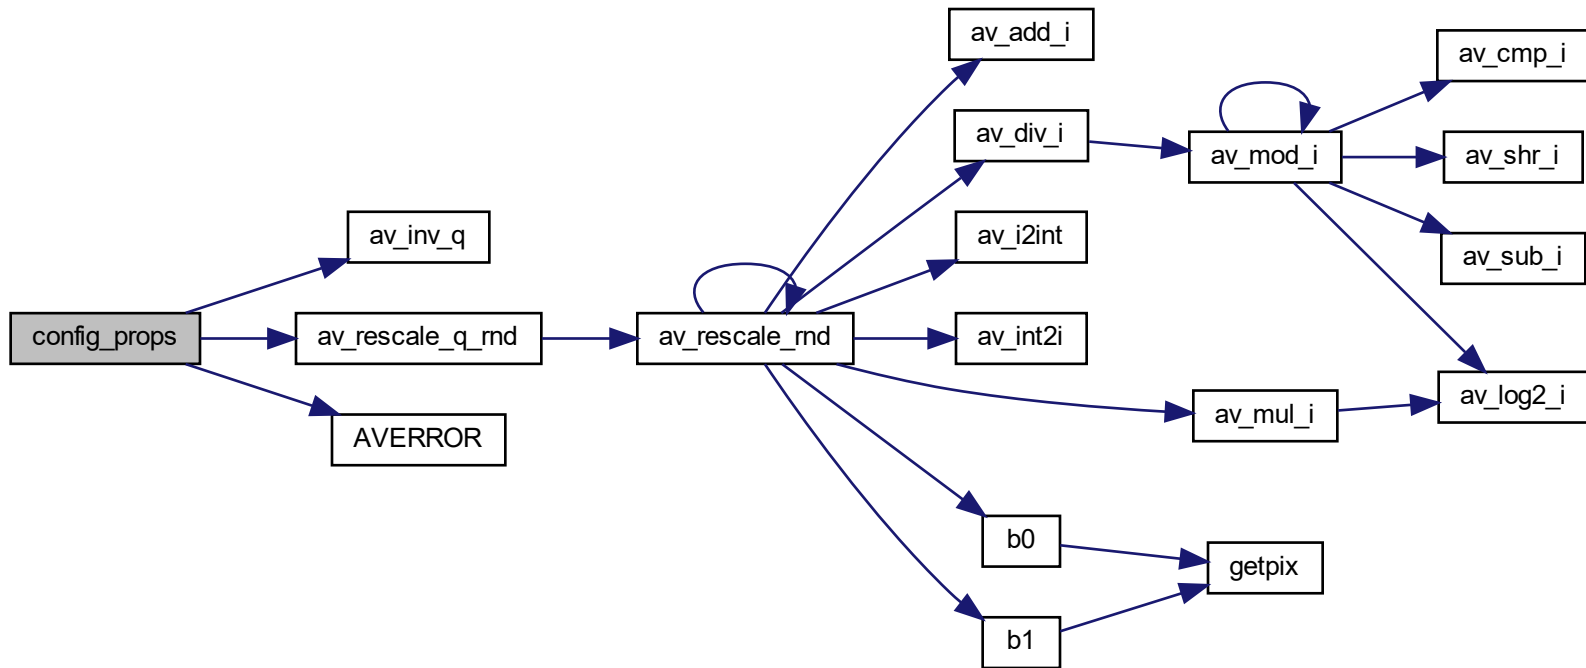 config_props
av_inv_q
av_rescale_q_rnd
AVERROR
av_rescale_rnd
av_add_i
av_div_i
av_i2int
av_int2i
av_mul_i
b0
b1
av_mod_i
getpix
av_cmp_i
av_shr_i
av_sub_i
av_log2_i